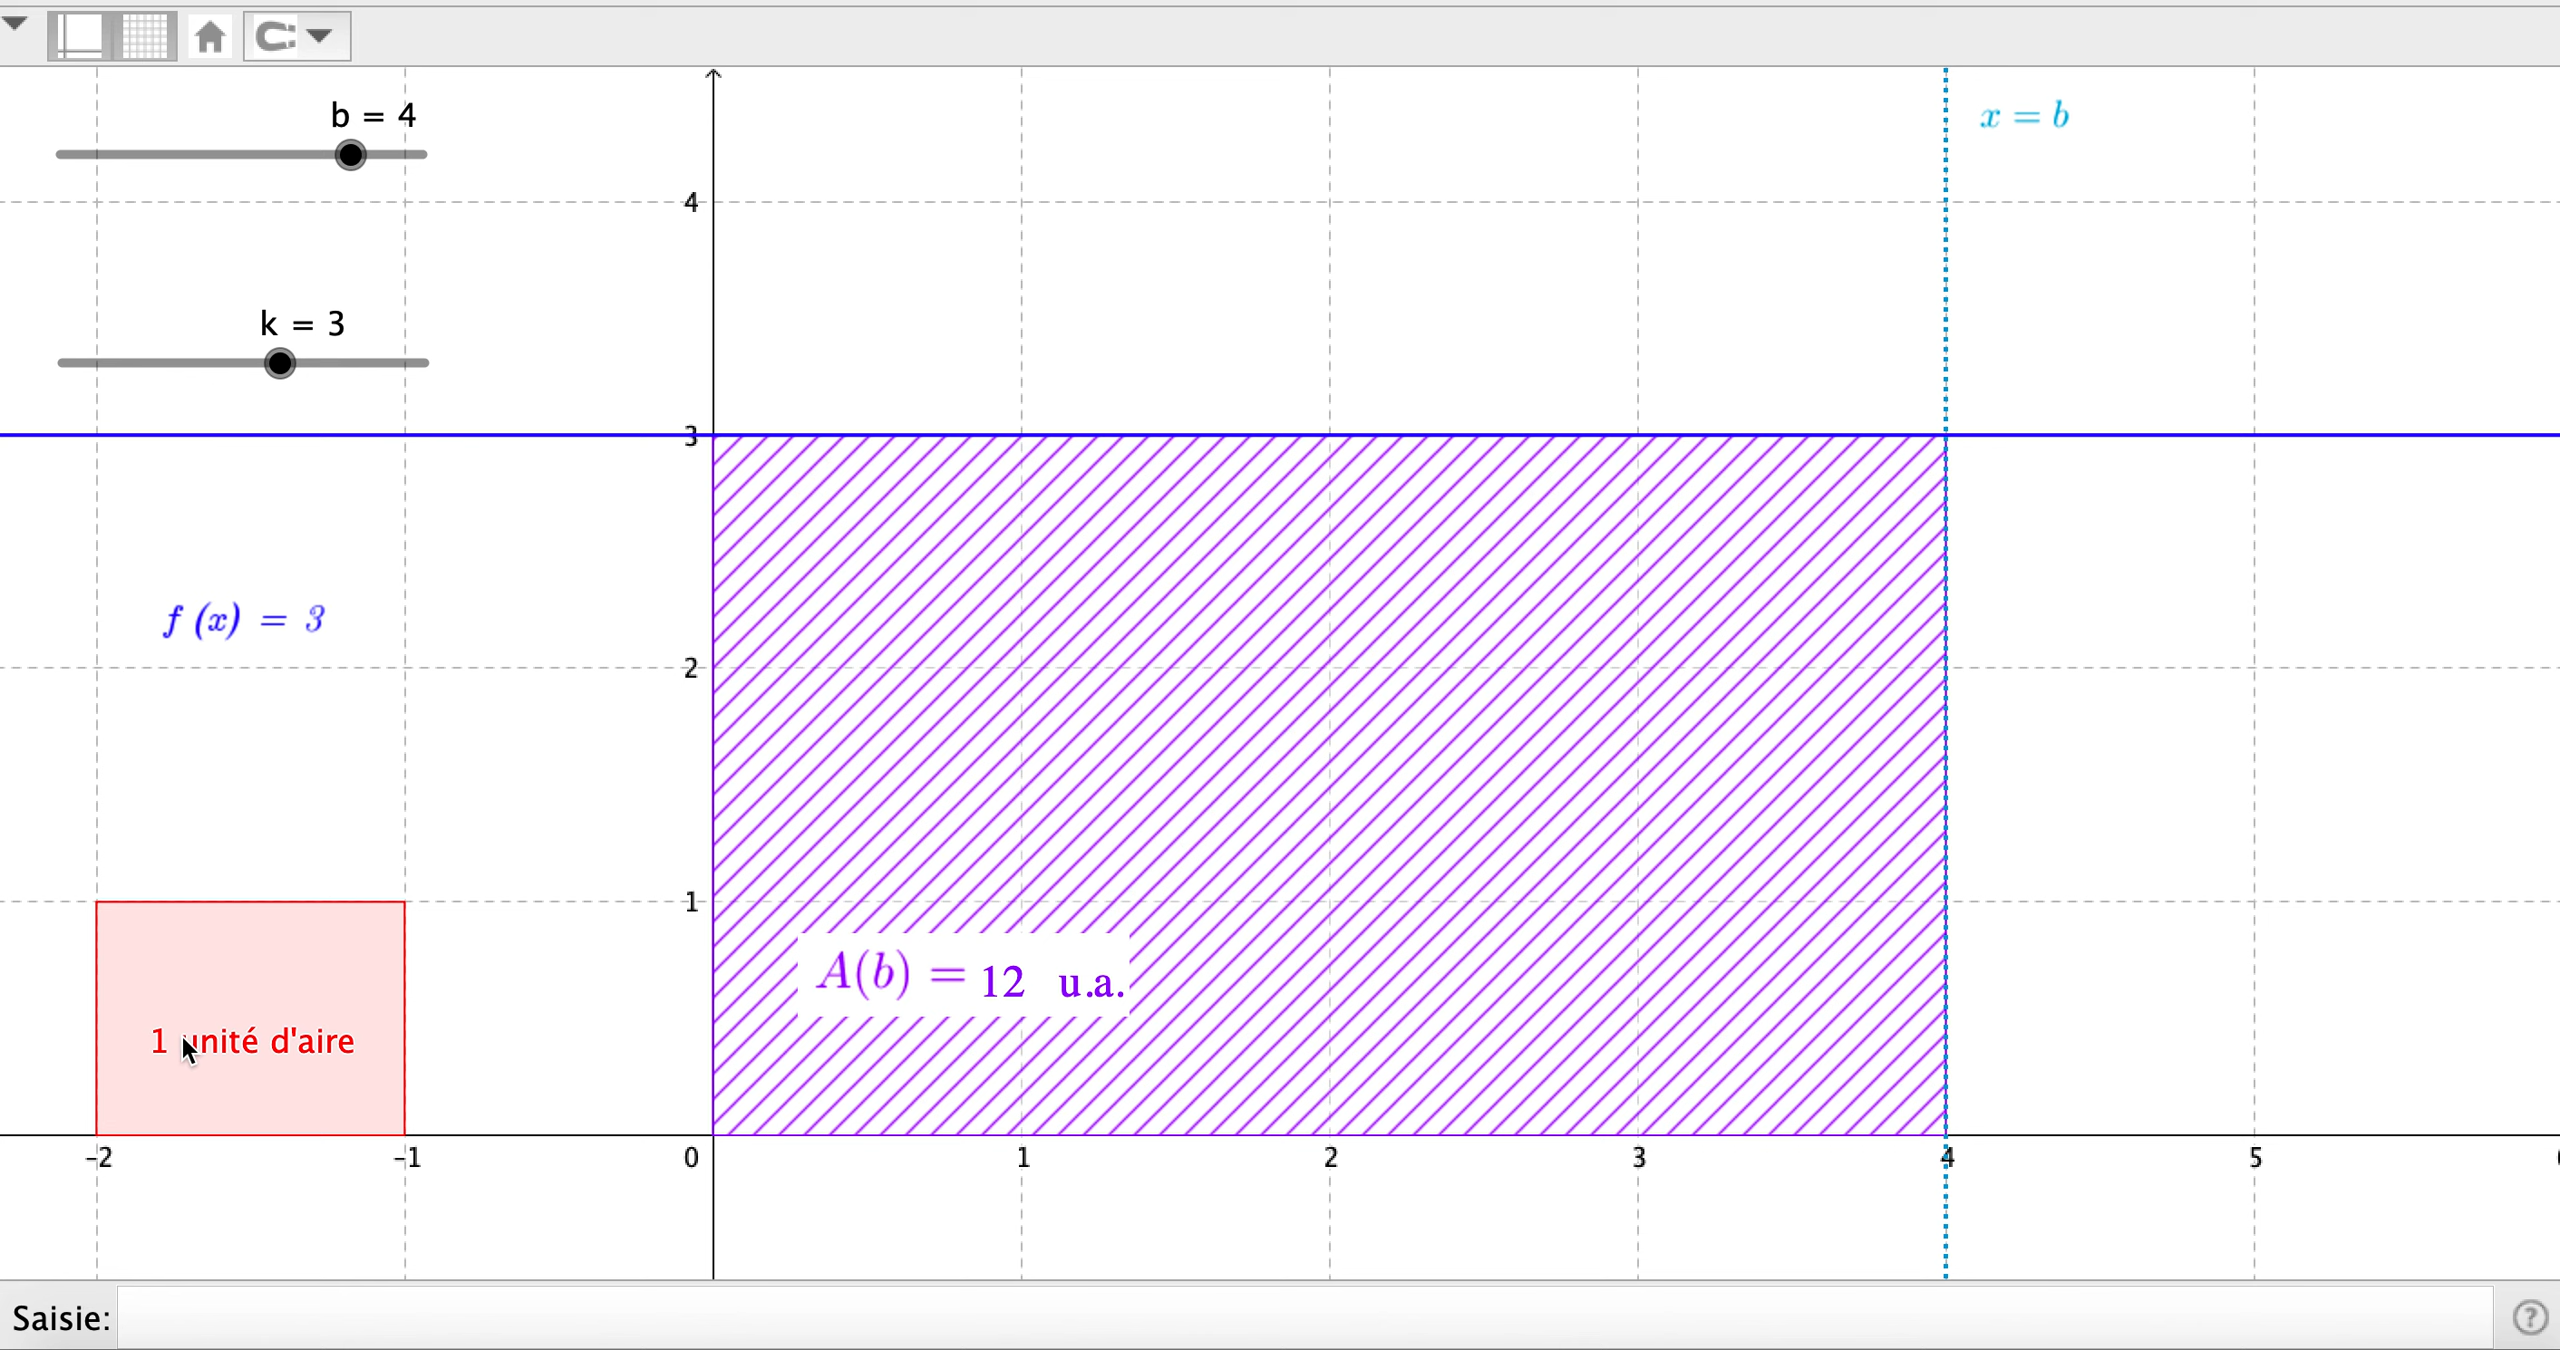 b = 4
x = b
4
k = 3
3
f (x) = 3
2
1
A(b) = 12 u.a.
1 unité d'aire
-2 -1 0 1 2 3 4 5
Saisie:
?